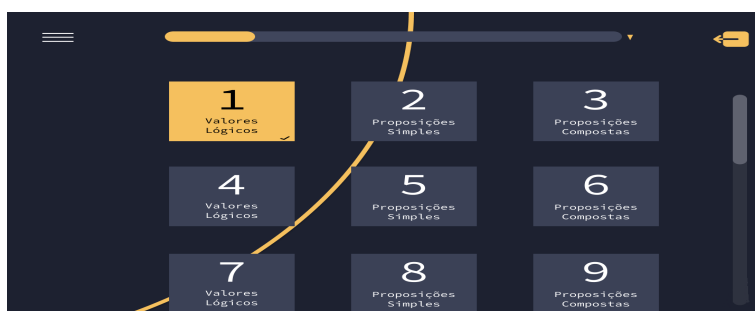 1
Valores
Lógicos
2
Proposições
Simples
3
Proposições
Compostas
4
Valores
Lógicos
5
Proposições
Simples
6
Proposições
Compostas
7
Valores
Lógicos
8
Proposições
Simples
9
Proposições
Compostas